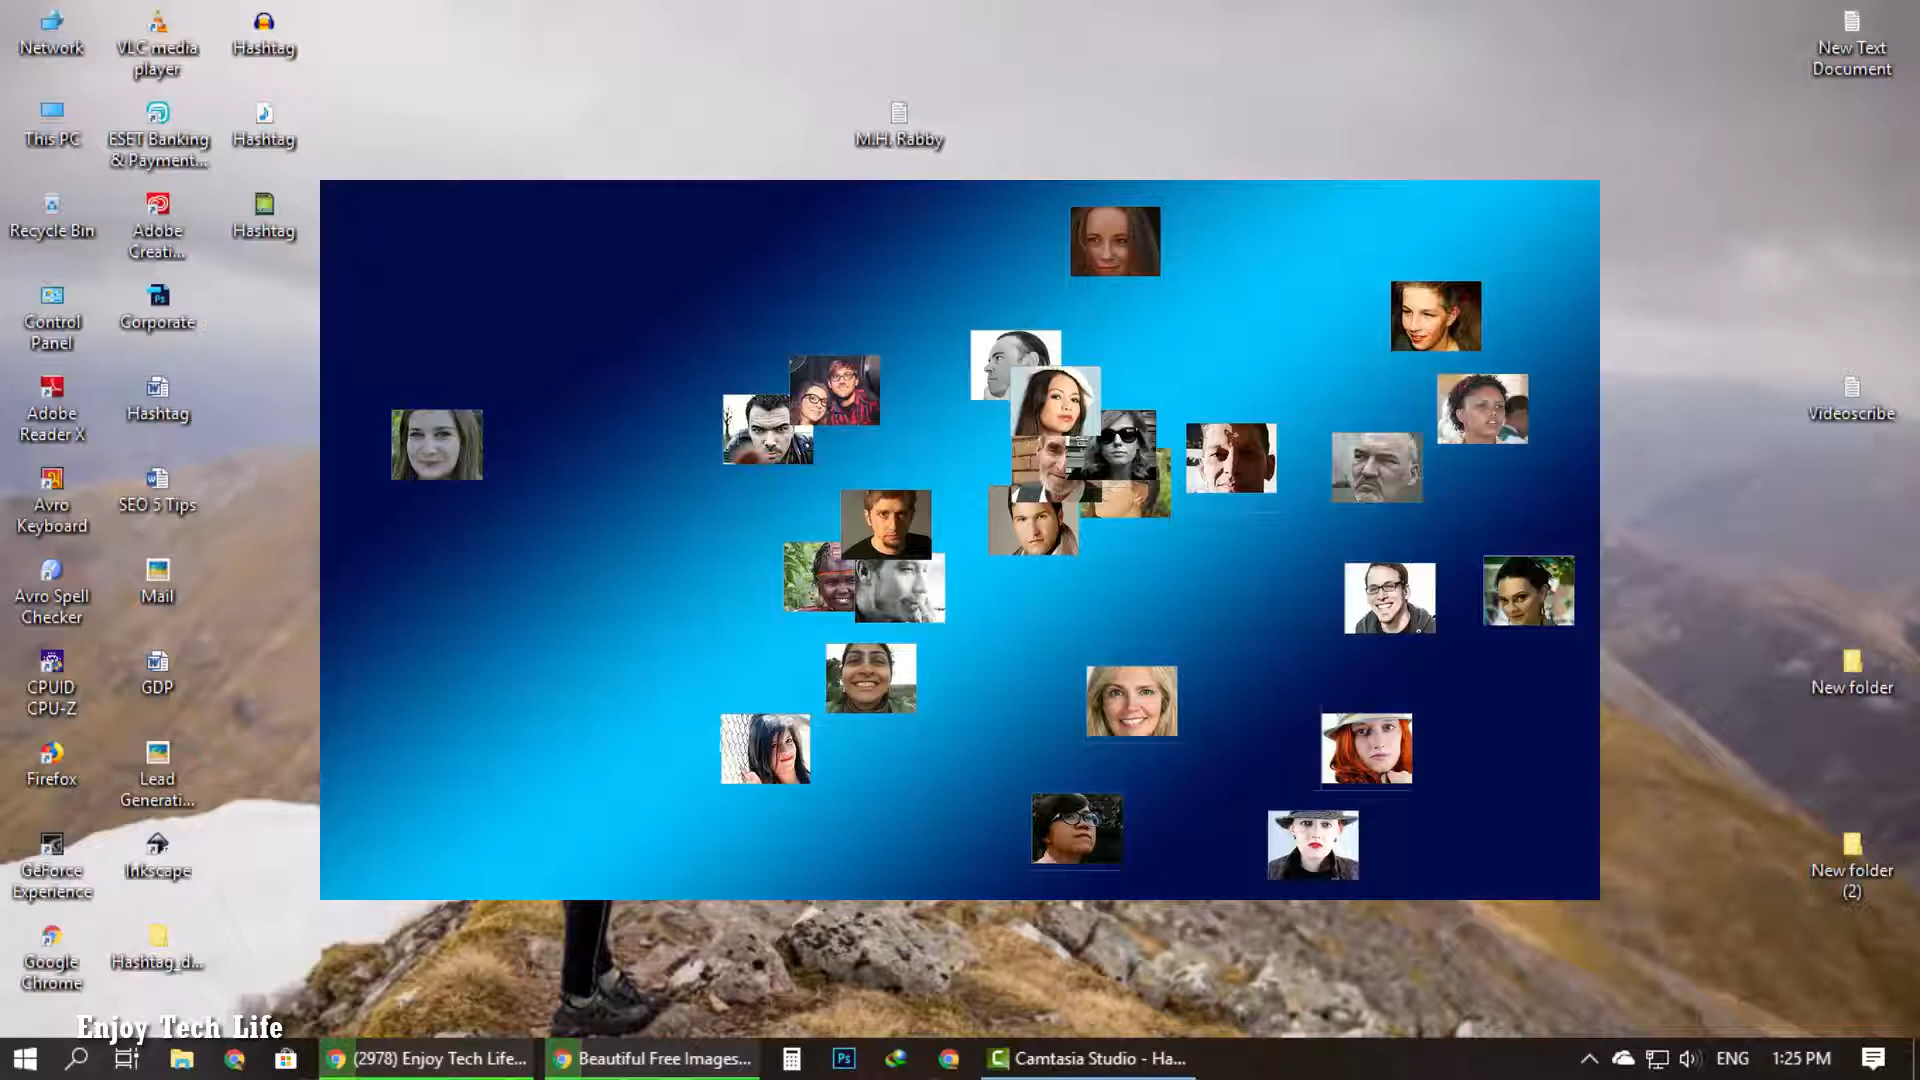 Network
VLC media
player
Hashtag
New Text
Document
This PC
ESET Banking
& Payment...
Hashtag
M.H. Rabby
Recycle Bin
Adobe
Creati...
Hashtag
Control
Panel
Corporate
Adobe
Reader X
Hashtag
Videoscribe
Avro
Keyboard
SEO 5 Tips
Avro Spell
Checker
Mail
CPUID
CPU-Z
GDP
New folder
Firefox
Lead
Generati...
GeForce
Experience
Inkscape
New folder
(2)
Google
Chrome
Hashtag_d...
Enjoy Tech Life
(2978) Enjoy Tech Life...
Beautiful Free Images...
Ps
Camtasia Studio - Ha...
ENG
1:25 PM